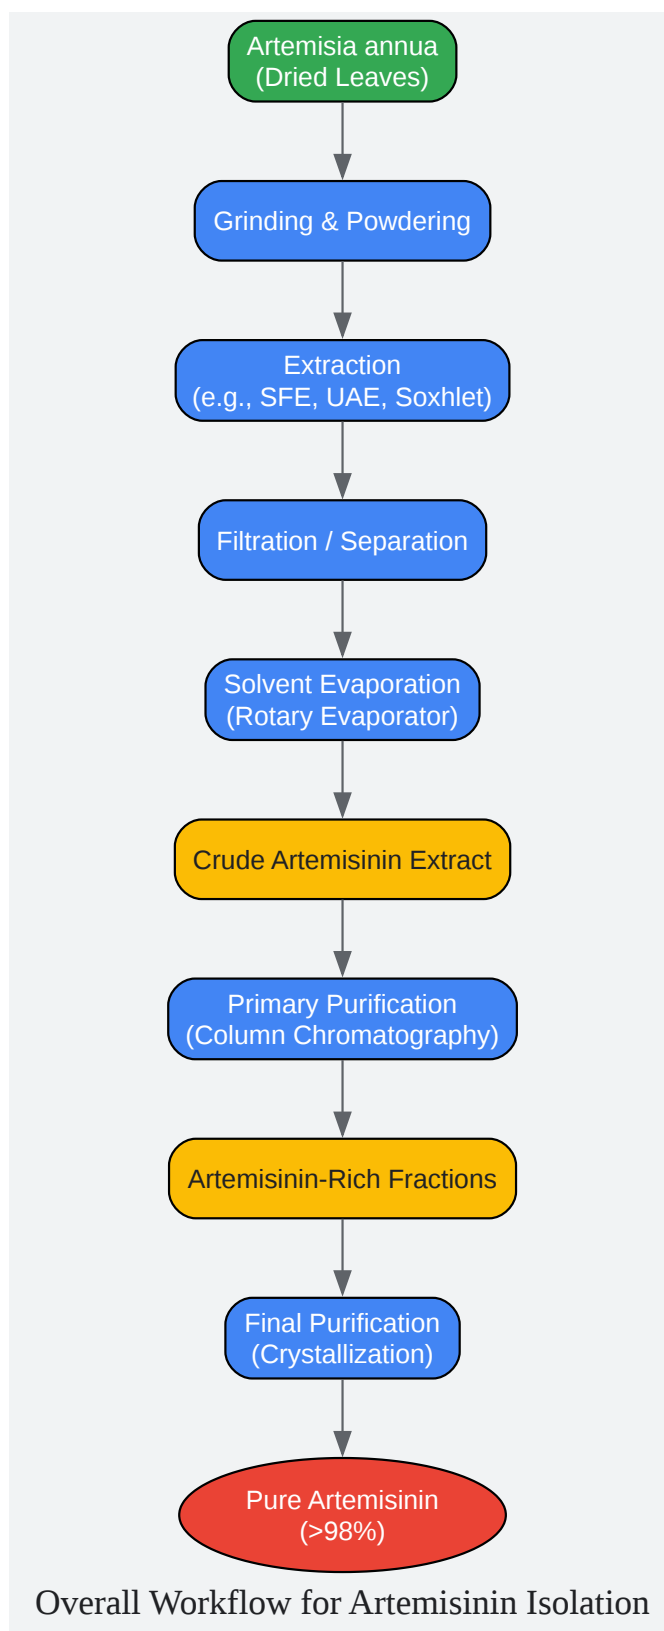 Artemisia annua
(Dried Leaves)
Grinding & Powdering
Extraction
(e.g., SFE, UAE, Soxhlet)
Filtration / Separation
Solvent Evaporation
(Rotary Evaporator)
Crude Artemisinin Extract
Primary Purification
(Column Chromatography)
Artemisinin-Rich Fractions
Final Purification
(Crystallization)
Pure Artemisinin
(>98%)
Overall Workflow for Artemisinin Isolation